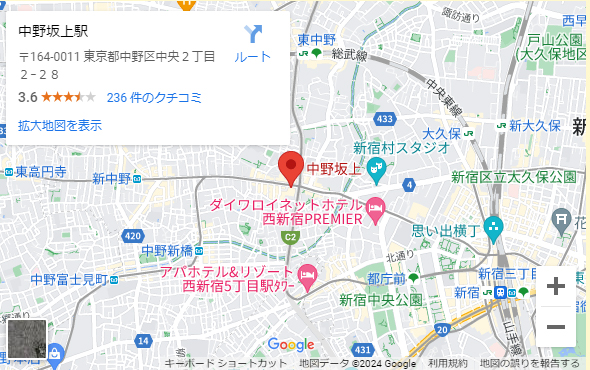 中野坂上駅
〒164-0011 東京都中野区中央２丁目
２−２８
ルート
3.6
236 件のクチコミ
拡大地図を表示
諏訪通り
西早
戸山公園
(大久保地区
東中野
総武線
中央東線
433
大久保
新大久保
新
新宿村スタジオ
東高円寺
新中野
中野坂上
4
新宿区立大久保公園
ダイワロイネットホテル
西新宿PREMIER
420
C2
思い出横丁
花
中野新橋
北通り
中野富士見町
アパホテル&リゾート
西新宿5丁目駅タワー
都庁前
新宿三丁目
新宿
新宿中央公園
317
20
山手線
144
Google
キーボード ショートカット
地図データ ©2024 Google
利用規約
地図の誤りを報告する